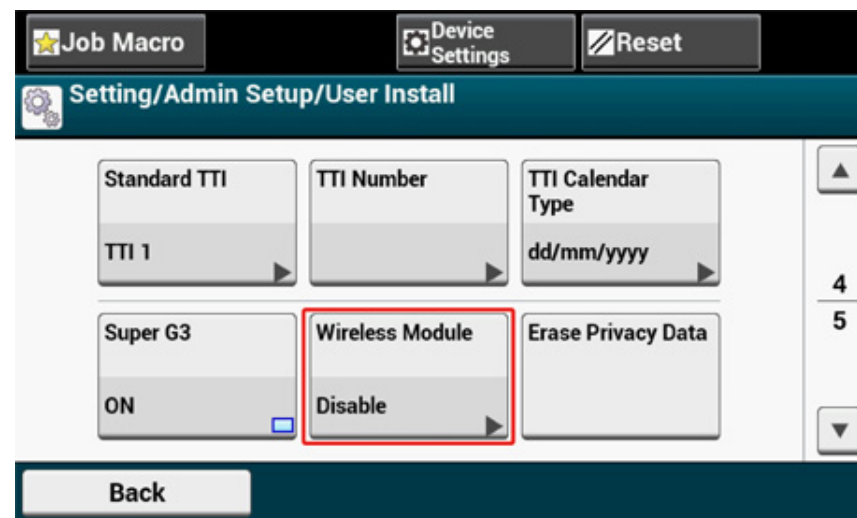 Job Macro
Device
Settings
Reset
Setting/Admin Setup/User Install
Standard TTI
TTI 1
TTI Number
TTI Calendar
Type
dd/mm/yyyy
4
5
Super G3
ON
Wireless Module
Disable
Erase Privacy Data
Back